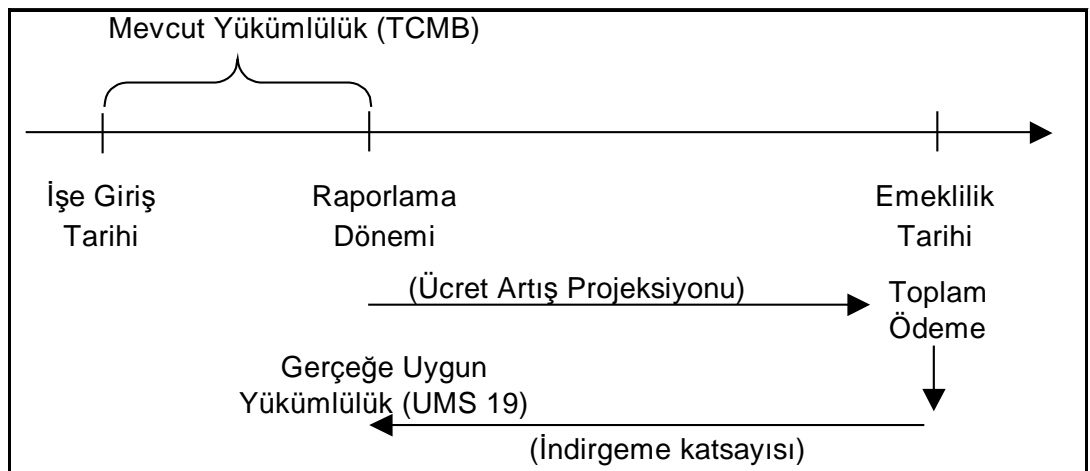 Mevcut Yükümlülük (TCMB)
İşe Giriş
Tarihi
Raporlama
Dönemi
Emeklilik
Tarihi
(Ücret Artış Projeksiyonu)
Toplam
Ödeme
Gerçeğe Uygun
Yükümlülük (UMS 19)
(İndirgeme katsayısı)